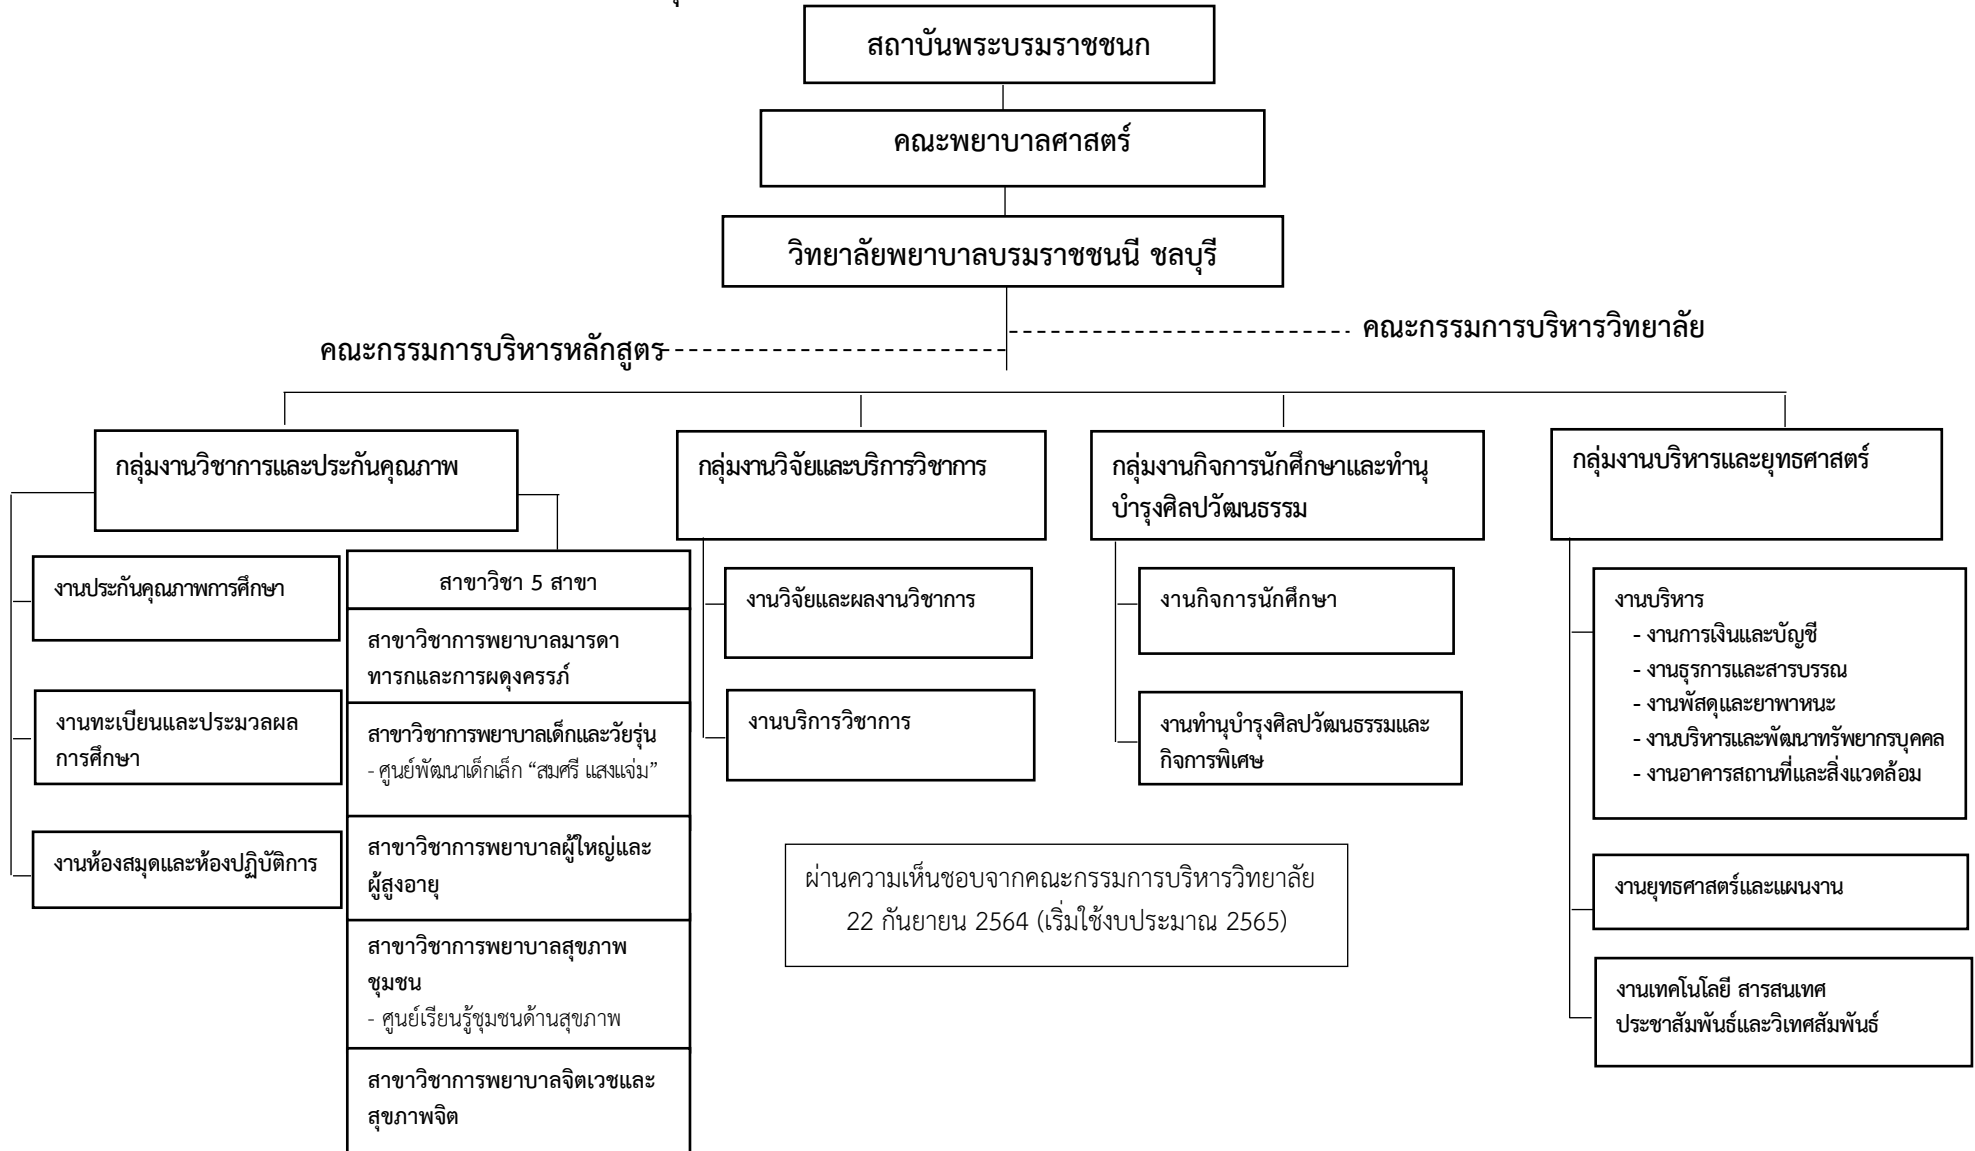 สถาบันพระบรมราชชนก
คณะพยาบาลศาสตร์
วิทยาลัยพยาบาลบรมราชชนนี ชลบุรี
คณะกรรมการบริหารวิทยาลัย
คณะกรรมการบริหารหลักสูตร
กลุ่มงานวิชาการและประกันคุณภาพ
งานประกันคุณภาพการศึกษา
งานทะเบียนและประมวลผล
การศึกษา
งานห้องสมุดและห้องปฏิบัติการ
สาขาวิชา 5 สาขา
สาขาวิชาการพยาบาลมารดา
ทารกและการผดุงครรภ์
สาขาวิชาการพยาบาลเด็กและวัยรุ่น
- ศูนย์พัฒนาเด็กเล็ก “สมศรี แสงแจ่ม”
สาขาวิชาการพยาบาลผู้ใหญ่และ
ผู้สูงอายุ
สาขาวิชาการพยาบาลสุขภาพ
ชุมชน
- ศูนย์เรียนรู้ชุมชนด้านสุขภาพ
สาขาวิชาการพยาบาลจิตเวชและ
สุขภาพจิต
กลุ่มงานวิจัยและบริการวิชาการ
งานวิจัยและผลงานวิชาการ
งานบริการวิชาการ
กลุ่มงานกิจการนักศึกษาและทำนุ
บำรุงศิลปวัฒนธรรม
งานกิจการนักศึกษา
งานทำนุบำรุงศิลปวัฒนธรรมและ
กิจการพิเศษ
กลุ่มงานบริหารและยุทธศาสตร์
งานบริหาร
- งานการเงินและบัญชี
- งานธุรการและสารบรรณ
- งานพัสดุและยาพาหนะ
- งานบริหารและพัฒนาทรัพยากรบุคคล
- งานอาคารสถานที่และสิ่งแวดล้อม
งานยุทธศาสตร์และแผนงาน
งานเทคโนโลยี สารสนเทศ
ประชาสัมพันธ์และวิเทศสัมพันธ์
ผ่านความเห็นชอบจากคณะกรรมการบริหารวิทยาลัย
22 กันยายน 2564 (เริ่มใช้งบประมาณ 2565)